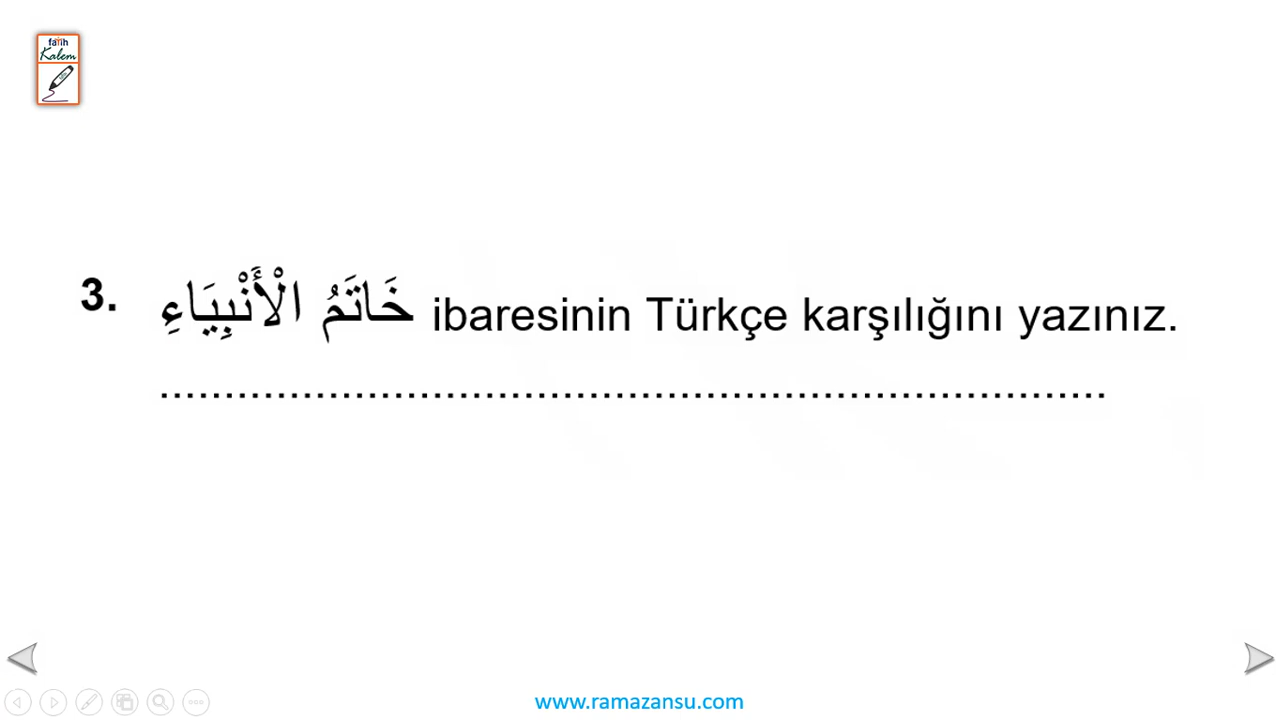 fatih
Kalem
3. خَاتَمُ الْأَنْبِيَاءِ ibaresinin Türkçe karşılığını yazınız.
........................................................................
www.ramazansu.com